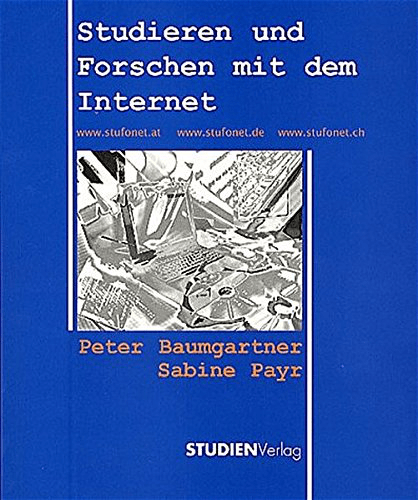 Studieren und
Forschen mit dem
Internet
www.stufonet.at www.stufonet.de www.stufonet.ch
Peter Baumgartner
Sabine Payr
STUDIENVerlag